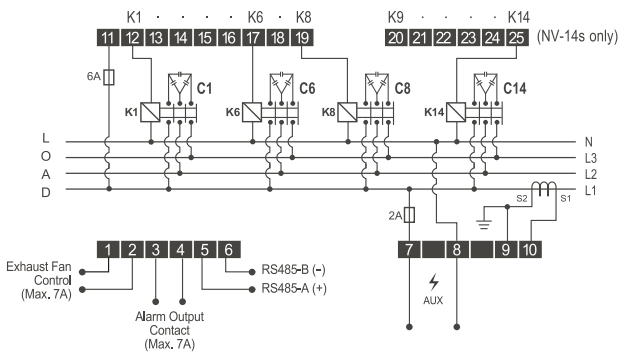 K1 · · · · K6 · K8 K9 · · · · K14
11 12 13 14 15 16 17 18 19 20 21 22 23 24 25 (NV-14s only)
6A
C1 C6 C8 C14
K1 K6 K8 K14
L N
O L3
A L2
D L1
S2 S1
2A
1 2 3 4 5 6 7 8 9 10
Exhaust Fan
Control
(Max. 7A)
RS485-B (-)
RS485-A (+)
AUX
Alarm Output
Contact
(Max. 7A)